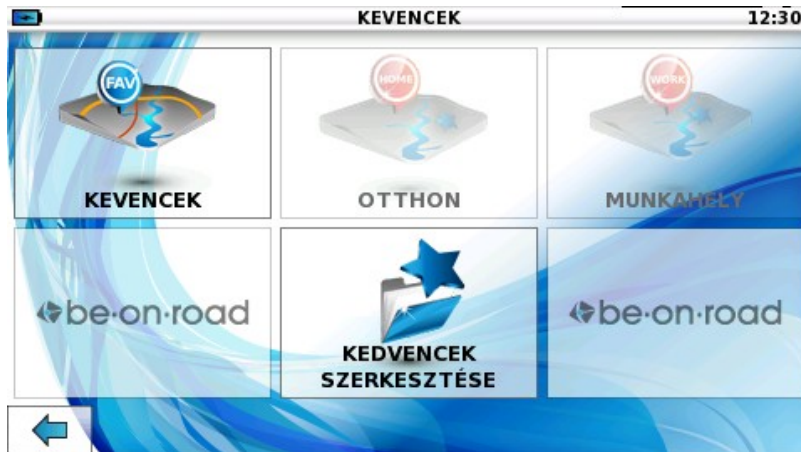 KEVENCEK
12:30
FAV
HOME
WORK
KEVENCEK
OTTHON
MUNKAHELY
be·on·road
KEDVENCEK
SZERKESZTÉSE
be·on·road